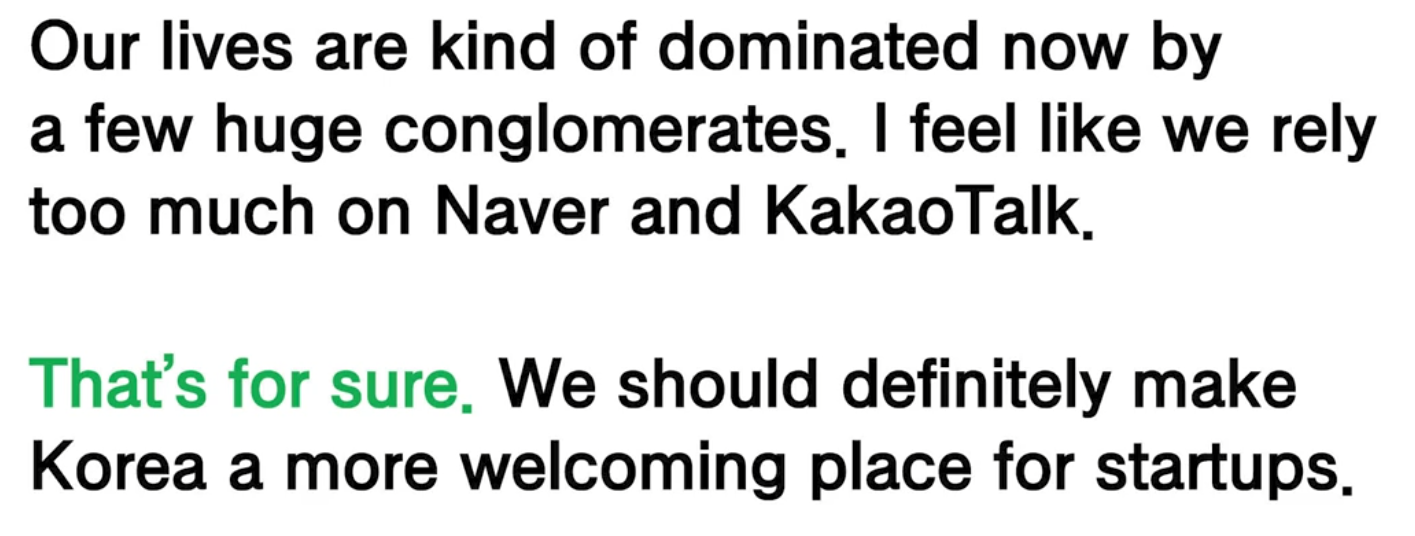 Our lives are kind of dominated now by
a few huge conglomerates. I feel like we rely
too much on Naver and KakaoTalk.
That’s for sure. We should definitely make
Korea a more welcoming place for startups.